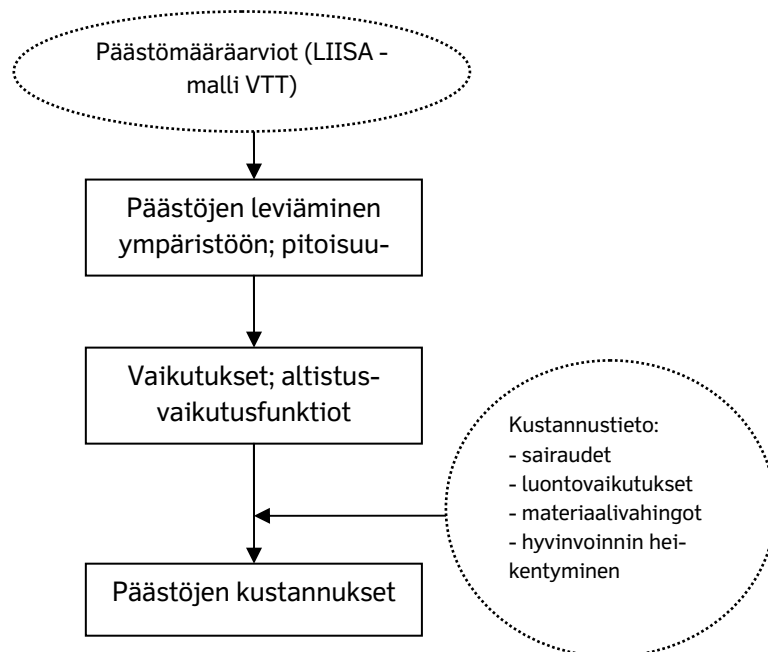 Päästömääräarviot (LIISA -
malli VTT)
Päästöjen leviäminen
ympäristöön; pitoisuu-
Vaikutukset; altistus-
vaikutusfunktiot
Kustannustieto:
- sairaudet
- luontovaikutukset
- materiaalivahingot
- hyvinvoinnin hei-
kentyminen
Päästöjen kustannukset